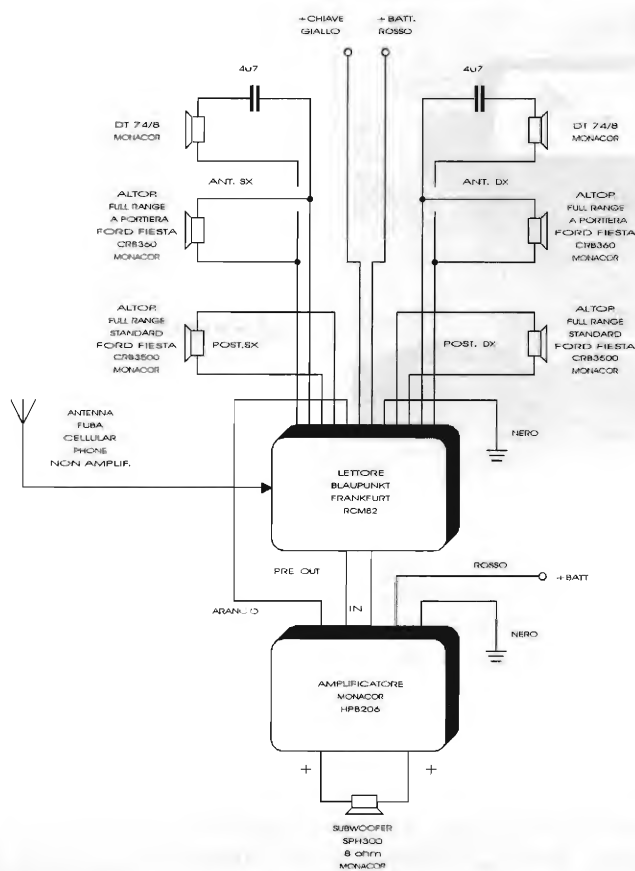 + CHIAVE
GIALLO
+ BATT.
ROSSO
4u7
4u7
DT 74/8
MONACOR
DT 74/8
MONACOR
ANT. SX
ANT. DX
ALTOP.
FULL RANGE
A PORTIERA
FORD FIESTA
CRB360
MONACOR
ALTOP.
FULL RANGE
A PORTIERA
FORD FIESTA
CRB360
MONACOR
ALTOP.
FULL RANGE
STANDARD
FORD FIESTA
CRB3500
MONACOR
POST.SX
POST. DX
ALTOP.
FULL RANGE
STANDARD
FORD FIESTA
CRB3500
MONACOR
ANTENNA
FUBA
CELLULAR
PHONE
NON AMPLIF.
NERO
LETTORE
BLAUPUNKT
FRANKFURT
RCM82
PRE OUT
ROSSO
+BATT
ARANCIO
IN
NERO
AMPLIFICATORE
MONACOR
HPB206
+
+
SUBWOOFER
SPH300
8 ohm
MONACOR